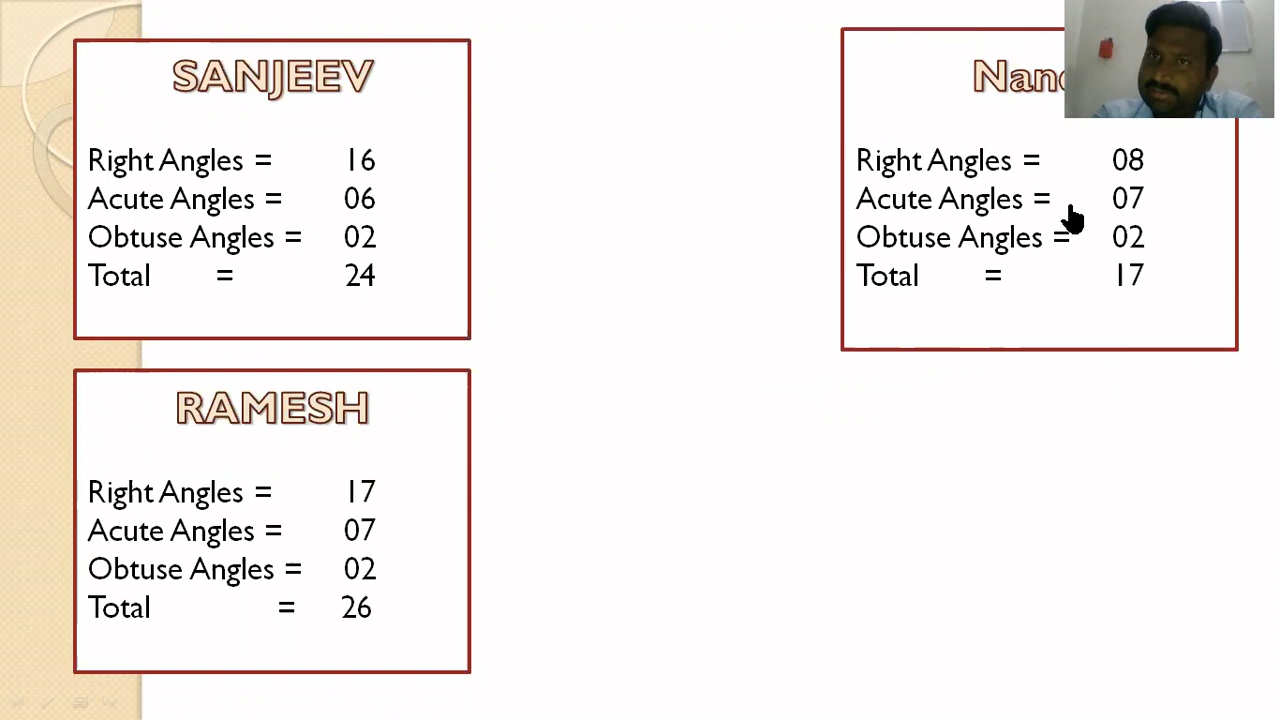 SANJEEV
Right Angles = 16
Acute Angles = 06
Obtuse Angles = 02
Total = 24
Right Angles = 08
Acute Angles = 07
Obtuse Angles = 02
Total = 17
RAMESH
Right Angles = 17
Acute Angles = 07
Obtuse Angles = 02
Total = 26